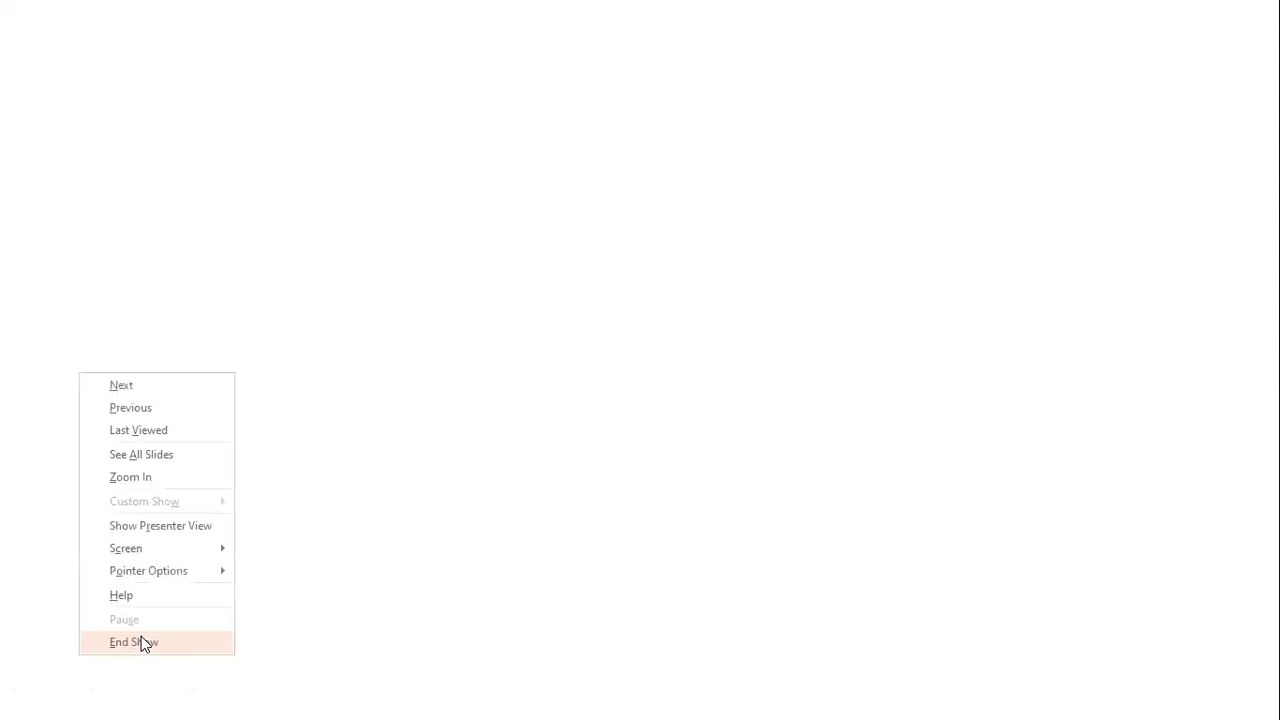 Next
Previous
Last Viewed
See All Slides
Zoom In
Custom Show
Show Presenter View
Screen
Pointer Options
Help
Pause
End Show